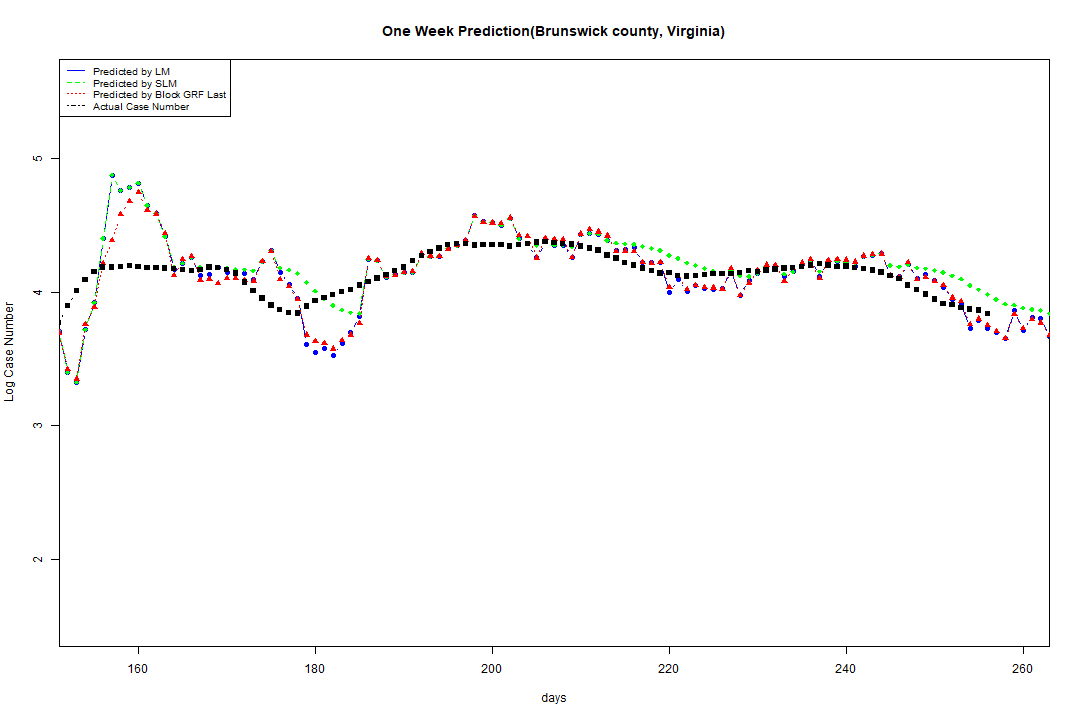 One Week Prediction(Brunswick county, Virginia)
Predicted by LM
Predicted by SLM
Predicted by Block GRF Last
Actual Case Number
5
4
3
2
Log Case Number
160 180 200 220 240 260
days